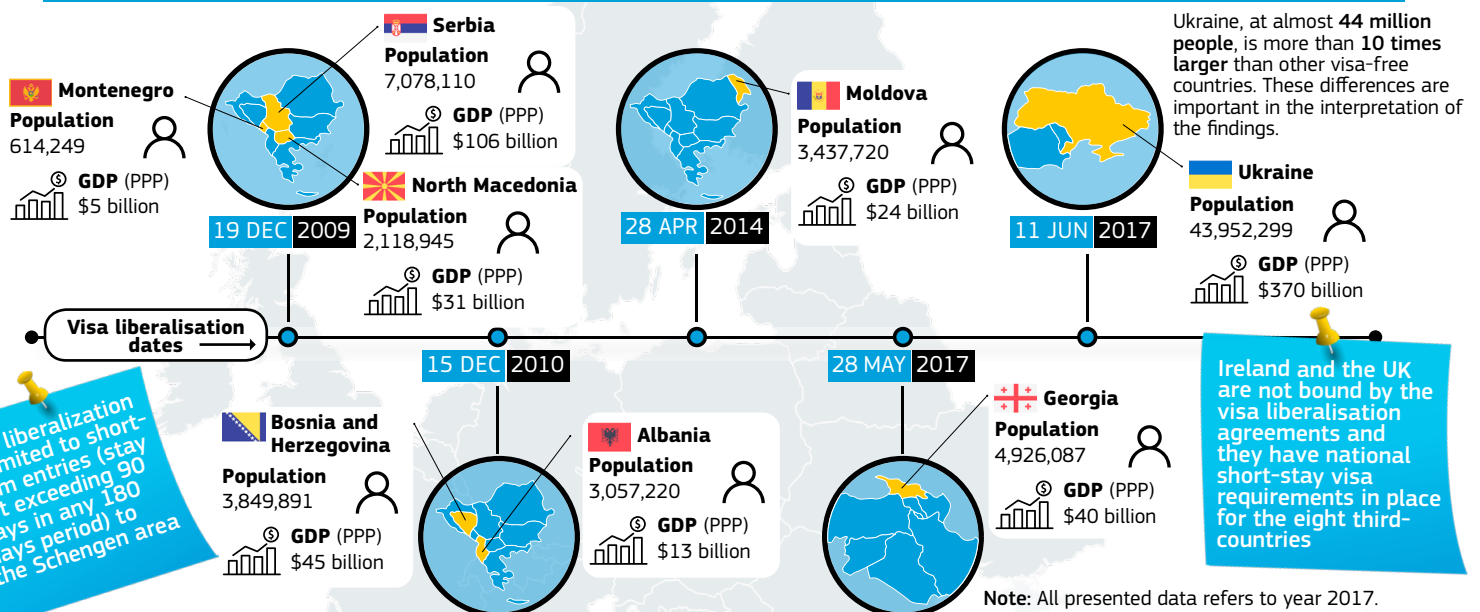 Serbia
Population
7,078,110
GDP (PPP)
$106 billion
Montenegro
Population
614,249
GDP (PPP)
$5 billion
North Macedonia
Population
2,118,945
GDP (PPP)
$31 billion
19 DEC 2009
Moldova
Population
3,437,720
GDP (PPP)
$24 billion
28 APR 2014
Ukraine, at almost 44 million
people, is more than 10 times
larger than other visa-free
countries. These differences are
important in the interpretation of
the findings.
Ukraine
Population
43,952,299
GDP (PPP)
$370 billion
11 JUN 2017
Visa liberalisation
dates
15 DEC 2010
Bosnia and
Herzegovina
Population
3,849,891
GDP (PPP)
$45 billion
Albania
Population
3,057,220
GDP (PPP)
$13 billion
28 MAY 2017
Georgia
Population
4,926,087
GDP (PPP)
$40 billion
liberalization
mited to short-
m entries (stay
t exceeding 90
ays in any 180
ays period) to
the Schengen area
Ireland and the UK
are not bound by the
visa liberalisation
agreements and
they have national
short-stay visa
requirements in place
for the eight third-
countries
Note: All presented data refers to year 2017.